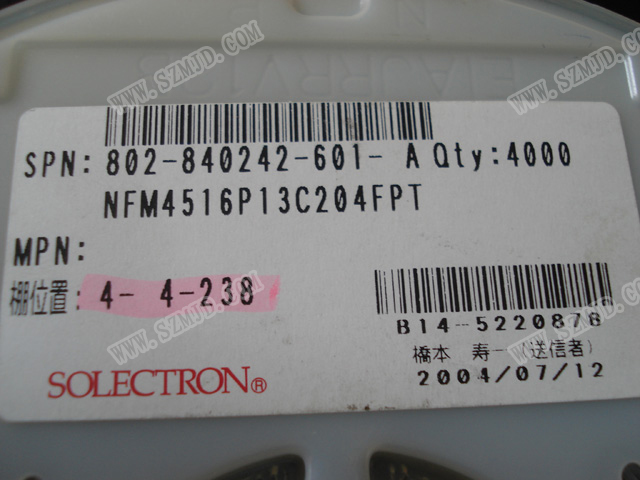 WWW.SZMJD.COM
WWW.SZMJD.COM
SPN: 802-840242-601- A Qty:4000
NFM4516P13C204FPT
MPN:
棚位置: 4- 4-238
B14-5220878
橋本 寿一(送信者)
2004/07/12
SOLECTRON®
WWW.SZMJD.COM
WWW.SZMJD.COM